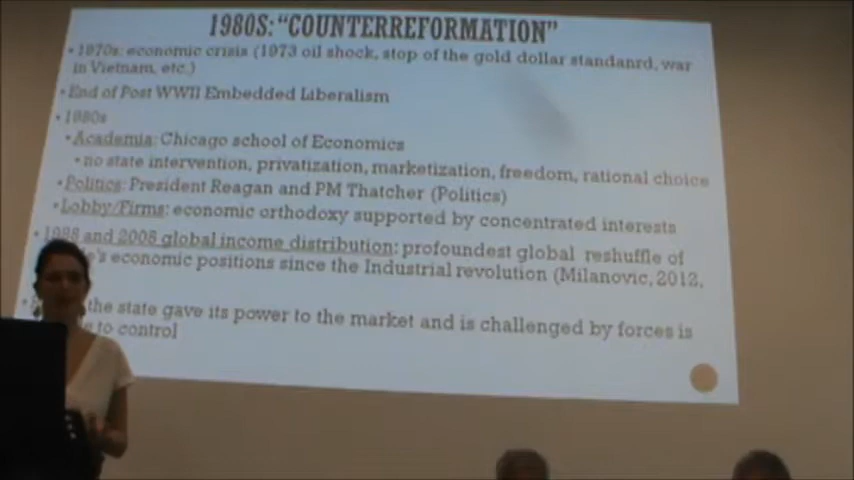 1980S: "COUNTERREFORMATION"
• 1970s: economic crisis (1973 oil shock, stop of the gold dollar standanrd, war
in Vietnam, etc.)
• End of Post WWII Embedded Liberalism
• 1980s
• Academia: Chicago school of Economics
• no state intervention, privatization, marketization, freedom, rational choice
• Politics: President Reagan and PM Thatcher (Politics)
• Lobby/Firms: economic orthodoxy supported by concentrated interests
• 1988 and 2008 global income distribution: profoundest global reshuffle of
's economic positions since the Industrial revolution (Milanovic, 2012,
the state gave its power to the market and is challenged by forces is
to control